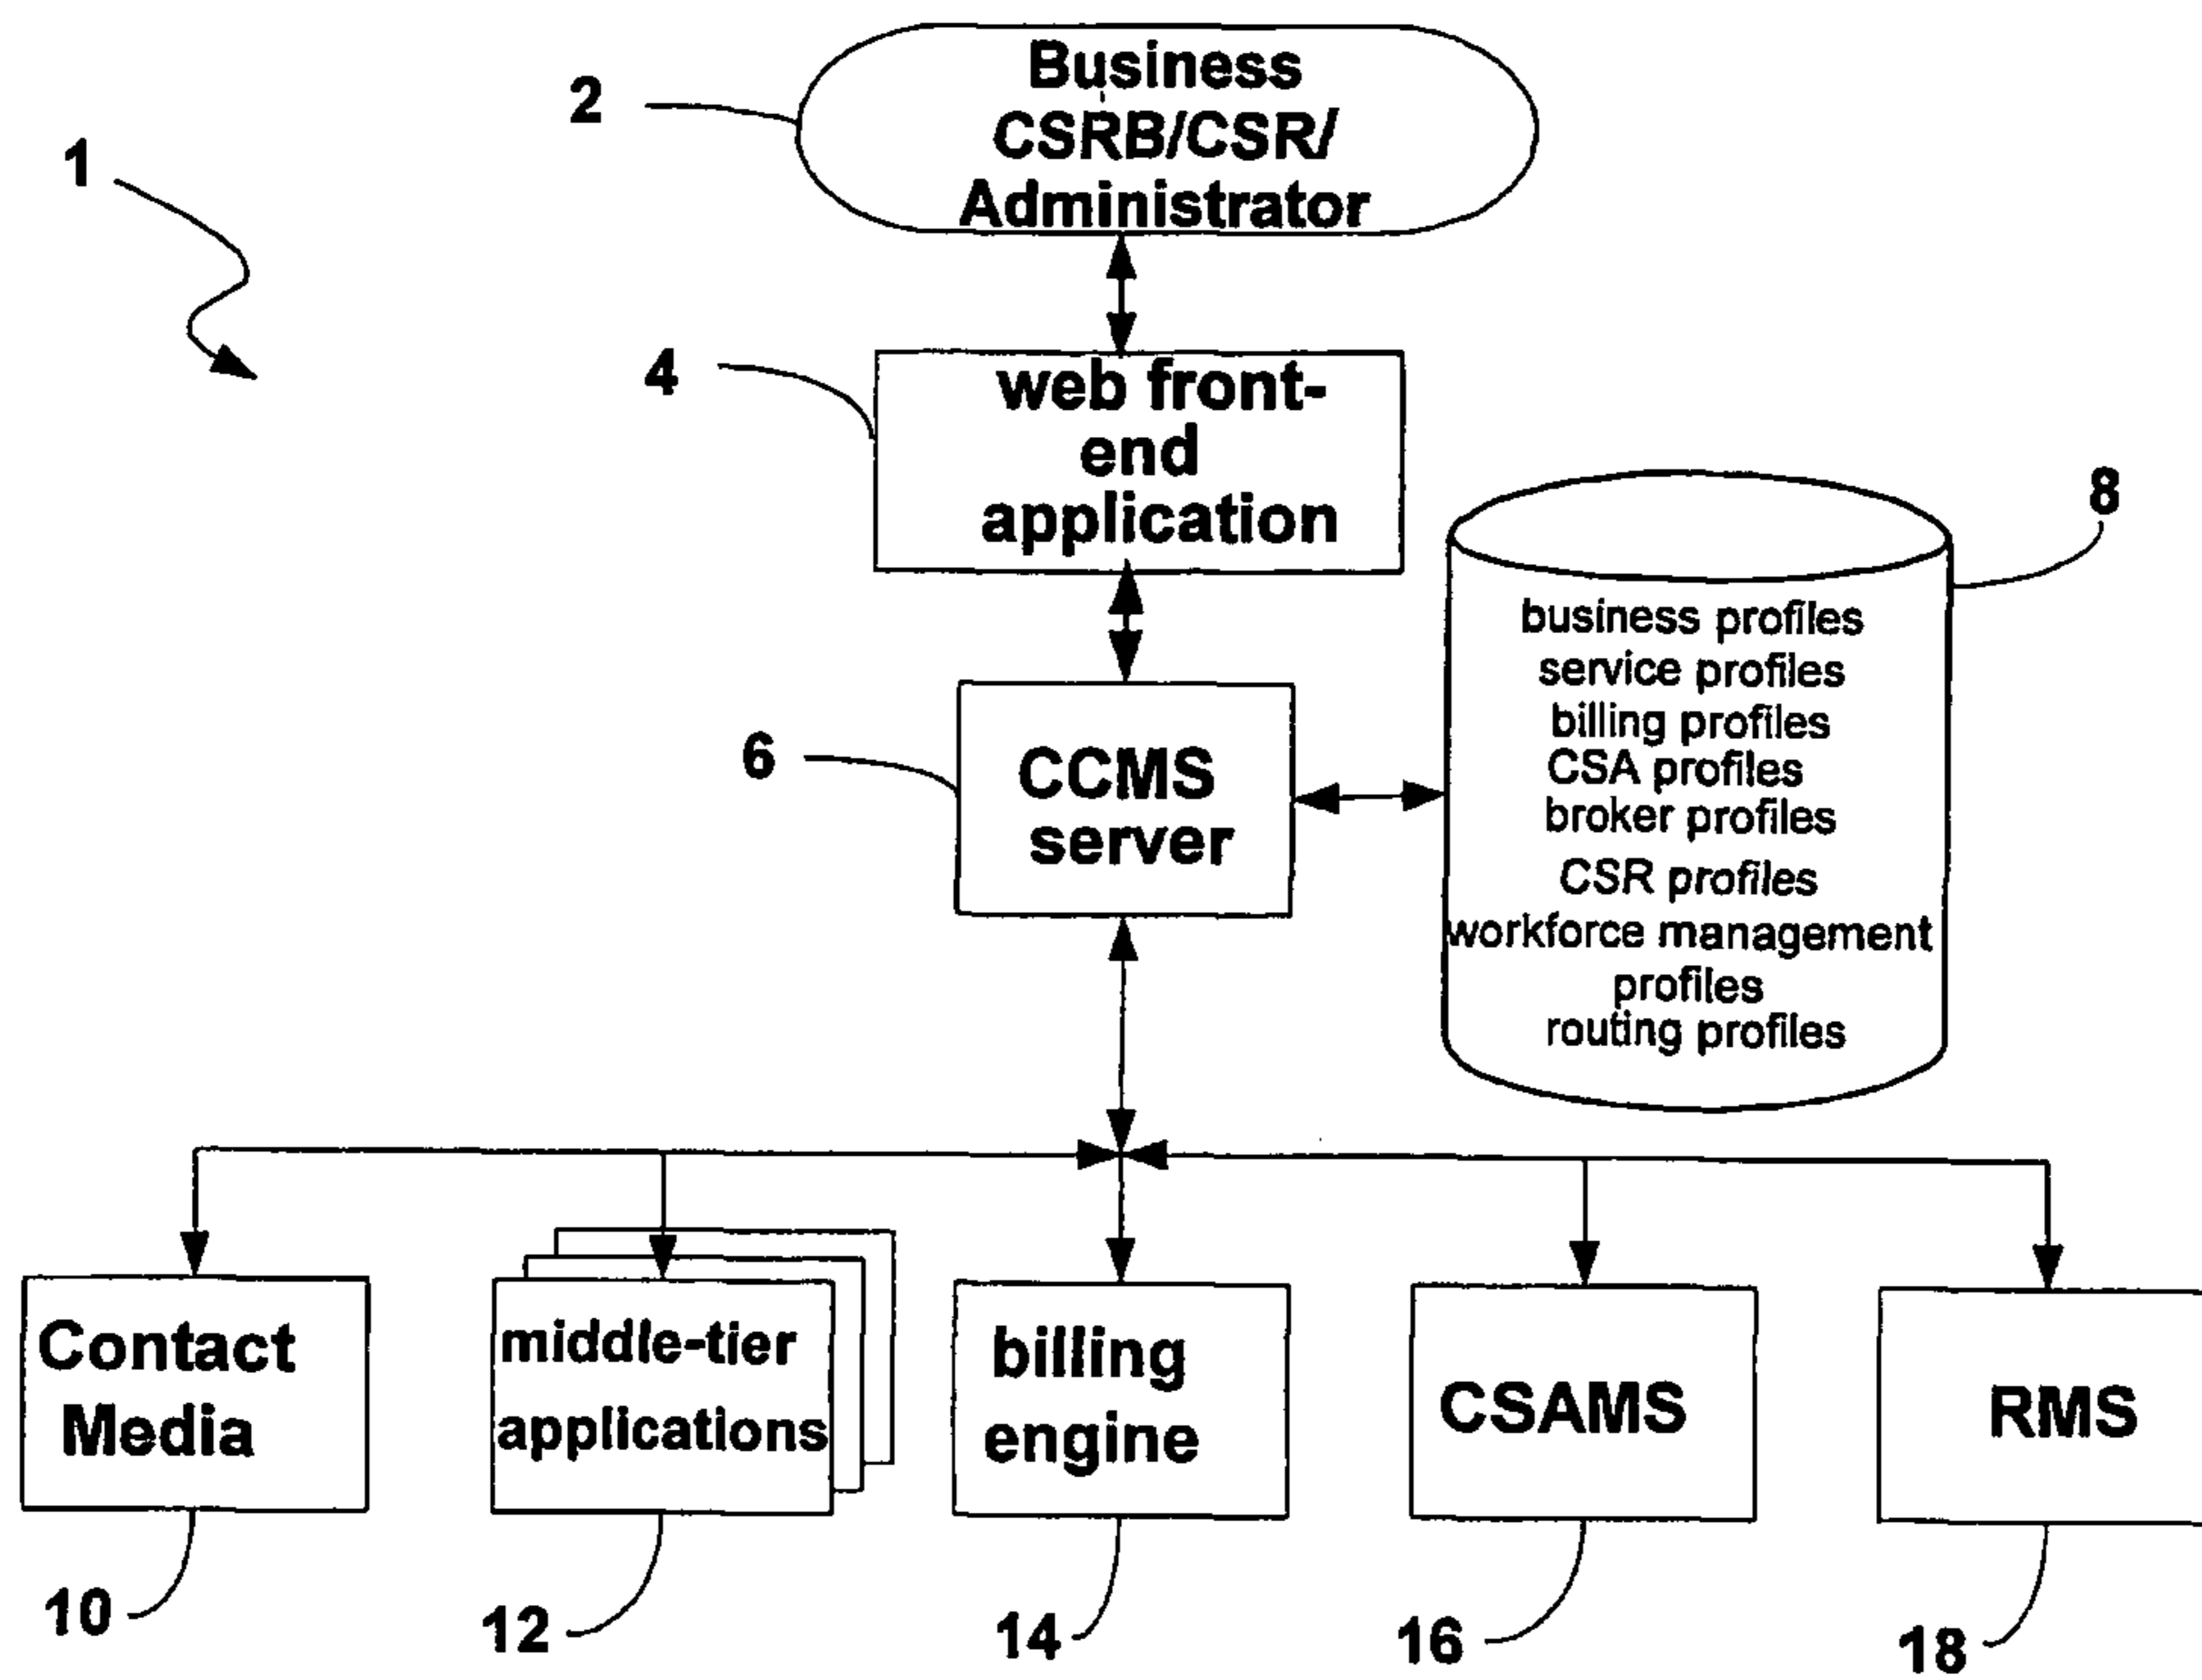 Business
2
CSRB/CSR/
1
Administrator
4
web front-
end
application
8
business profiles
service profiles
billing profiles
6
CCMS
server
CSA profiles
broker profiles
CSR profiles
workforce management
profiles
routing profiles
Contact
Media
middle-tier
applications
billing
engine
CSAMS
RMS
10
12
14
16
18